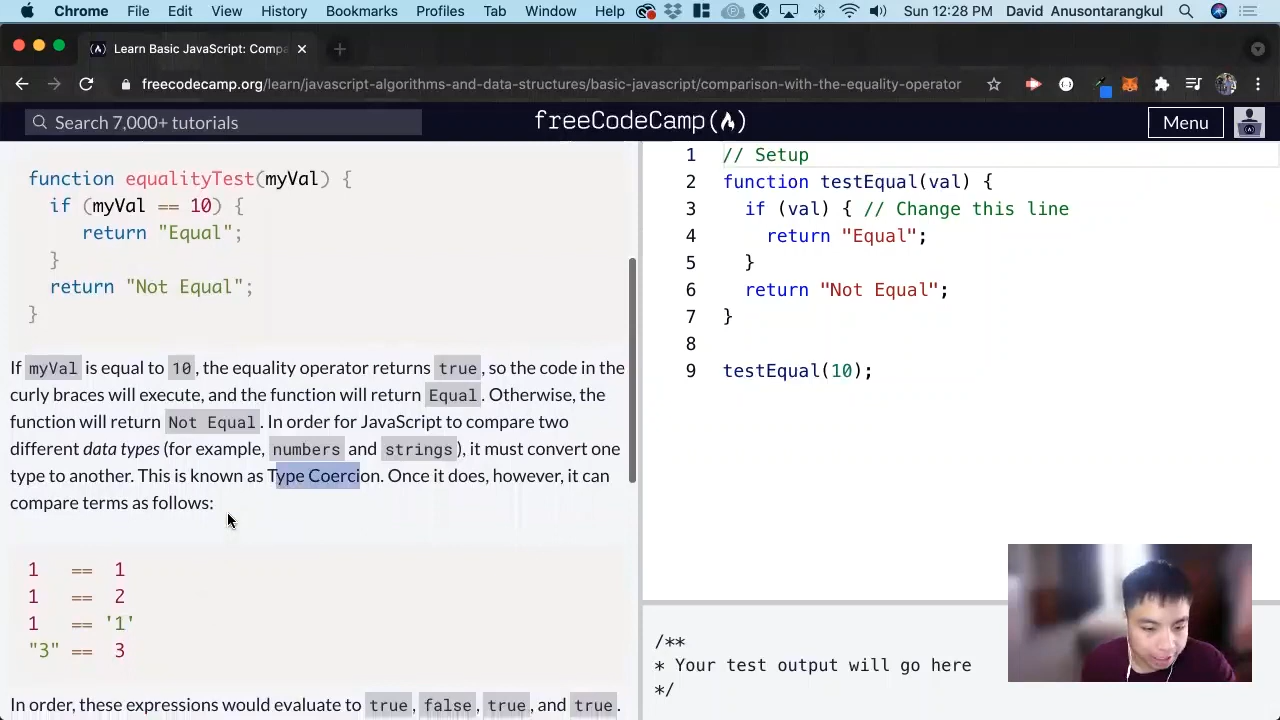 Chrome File Edit View History Bookmarks Profiles Tab Window Help Sun 12:28 PM David Anusontarangkul
Learn Basic JavaScript: Compa
freecodecamp.org/learn/javascript-algorithms-and-data-structures/basic-javascript/comparison-with-the-equality-operator
Search 7,000+ tutorials
freeCodeCamp
Menu
function equalityTest(myVal) {
if (myVal == 10) {
return "Equal";
}
return "Not Equal";
}
If myVal is equal to 10, the equality operator returns true, so the code in the
curly braces will execute, and the function will return Equal. Otherwise, the
function will return Not Equal. In order for JavaScript to compare two
different data types (for example, numbers and strings), it must convert one
type to another. This is known as Type Coercion. Once it does, however, it can
compare terms as follows:
1 == 1
1 == 2
1 == '1'
"3" == 3
In order, these expressions would evaluate to true, false, true, and true.
1 // Setup
2 function testEqual(val) {
3 if (val) { // Change this line
4 return "Equal";
5 }
6 return "Not Equal";
7 }
8
9 testEqual(10);
/**
* Your test output will go here
*/